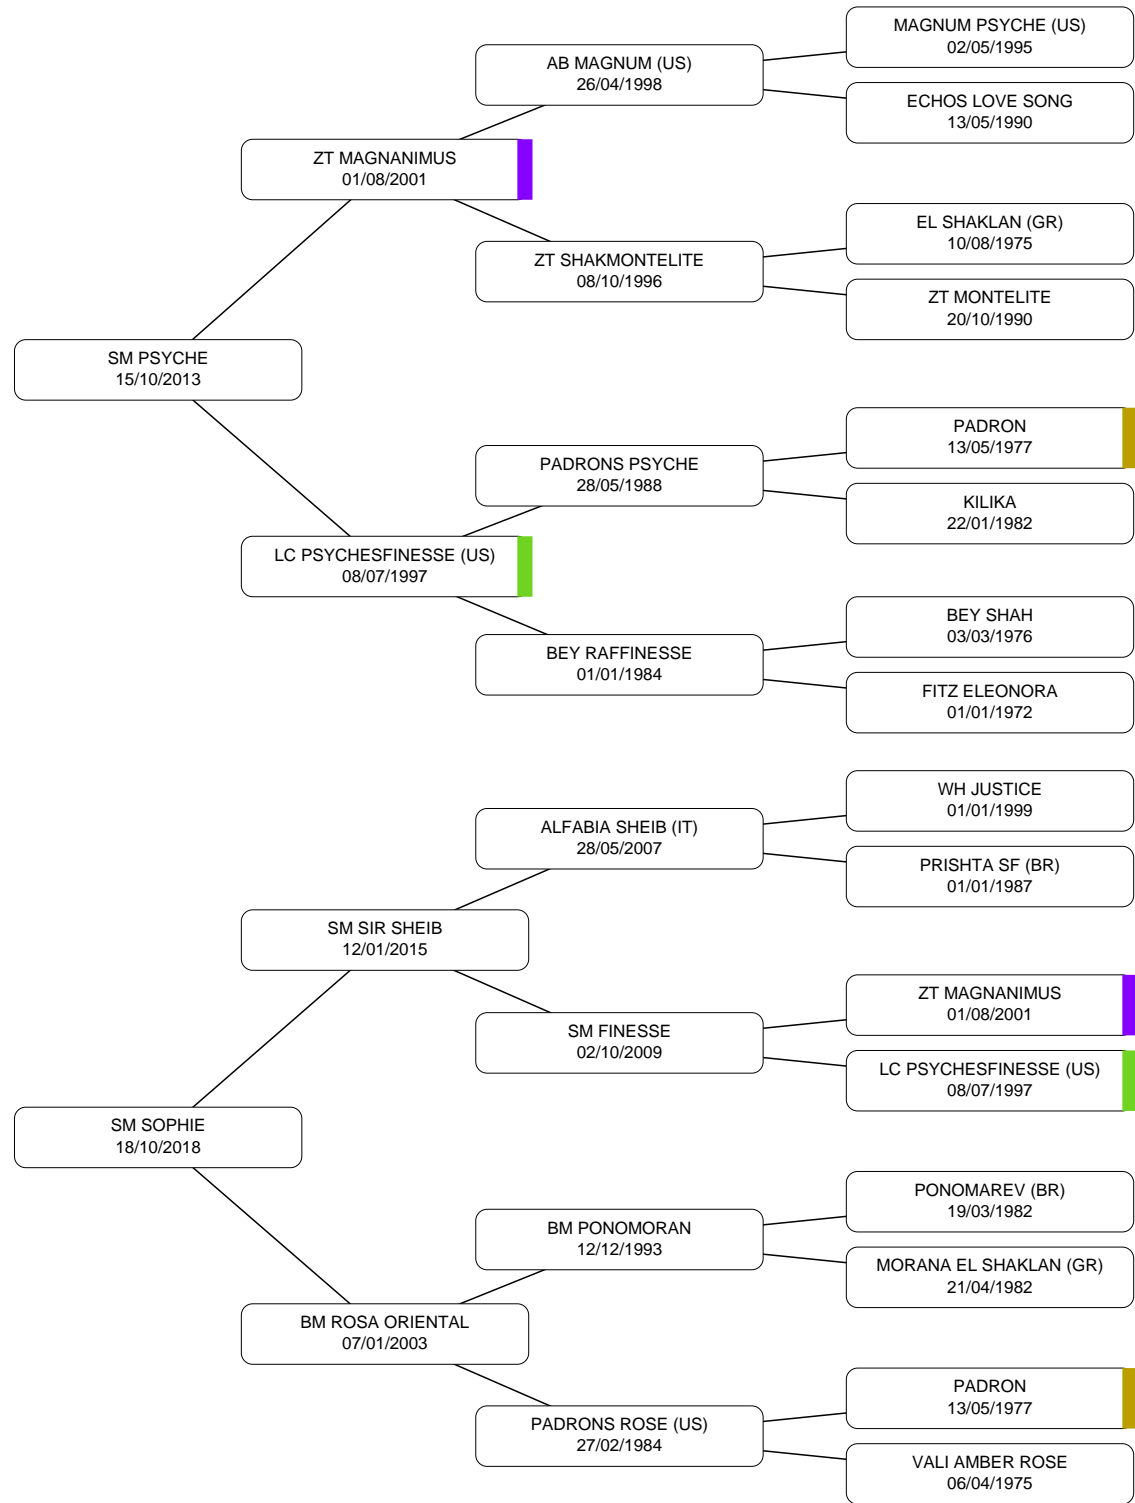 MAGNUM PSYCHE (US)
02/05/1995
AB MAGNUM (US)
26/04/1998
ECHOS LOVE SONG
13/05/1990
ZT MAGNANIMUS
01/08/2001
EL SHAKLAN (GR)
10/08/1975
ZT SHAKMONTELITE
08/10/1996
ZT MONTELITE
20/10/1990
SM PSYCHE
15/10/2013
PADRON
13/05/1977
PADRONS PSYCHE
28/05/1988
KILIKA
22/01/1982
LC PSYCHESFINESSE (US)
08/07/1997
BEY SHAH
03/03/1976
BEY RAFFINESSE
01/01/1984
FITZ ELEONORA
01/01/1972
WH JUSTICE
01/01/1999
ALFABIA SHEIB (IT)
28/05/2007
PRISHTA SF (BR)
01/01/1987
SM SIR SHEIB
12/01/2015
ZT MAGNANIMUS
01/08/2001
SM FINESSE
02/10/2009
LC PSYCHESFINESSE (US)
08/07/1997
SM SOPHIE
18/10/2018
PONOMAREV (BR)
19/03/1982
BM PONOMORAN
12/12/1993
MORANA EL SHAKLAN (GR)
21/04/1982
BM ROSA ORIENTAL
07/01/2003
PADRON
13/05/1977
PADRONS ROSE (US)
27/02/1984
VALI AMBER ROSE
06/04/1975